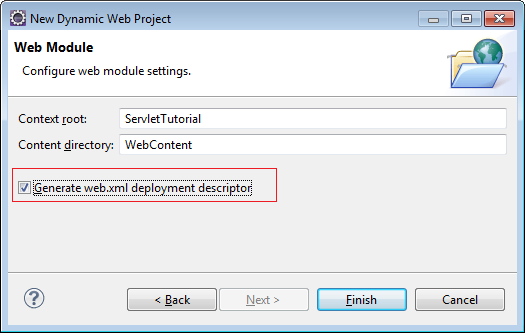 New Dynamic Web Project
Web Module
Configure web module settings.
Context root: ServletTutorial
Content directory: WebContent
Generate web.xml deployment descriptor
? < Back Next > Finish Cancel